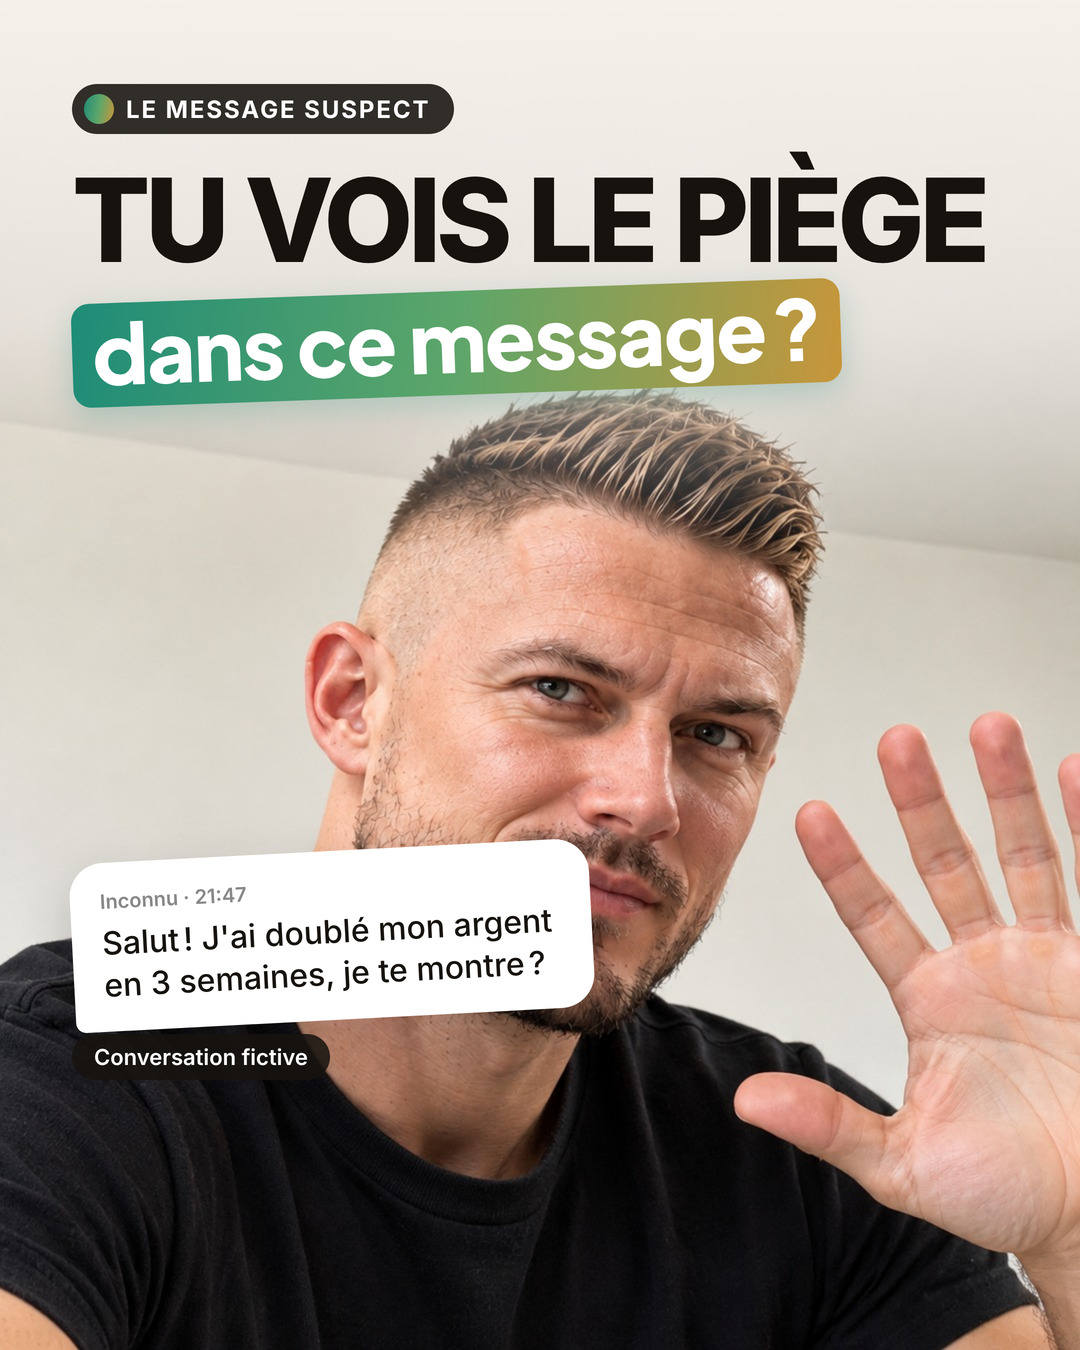 LE MESSAGE SUSPECT
TU VOIS LE PIÈGE
dans ce message ?
Inconnu · 21:47
Salut ! J'ai doublé mon argent
en 3 semaines, je te montre ?
Conversation fictive